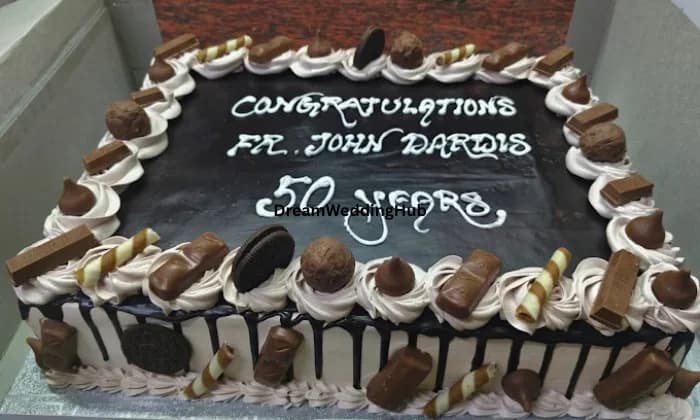 CONGRATULATIONS
FR. JOHN DARDIS
50 YEARS,
DreamWeddingHub